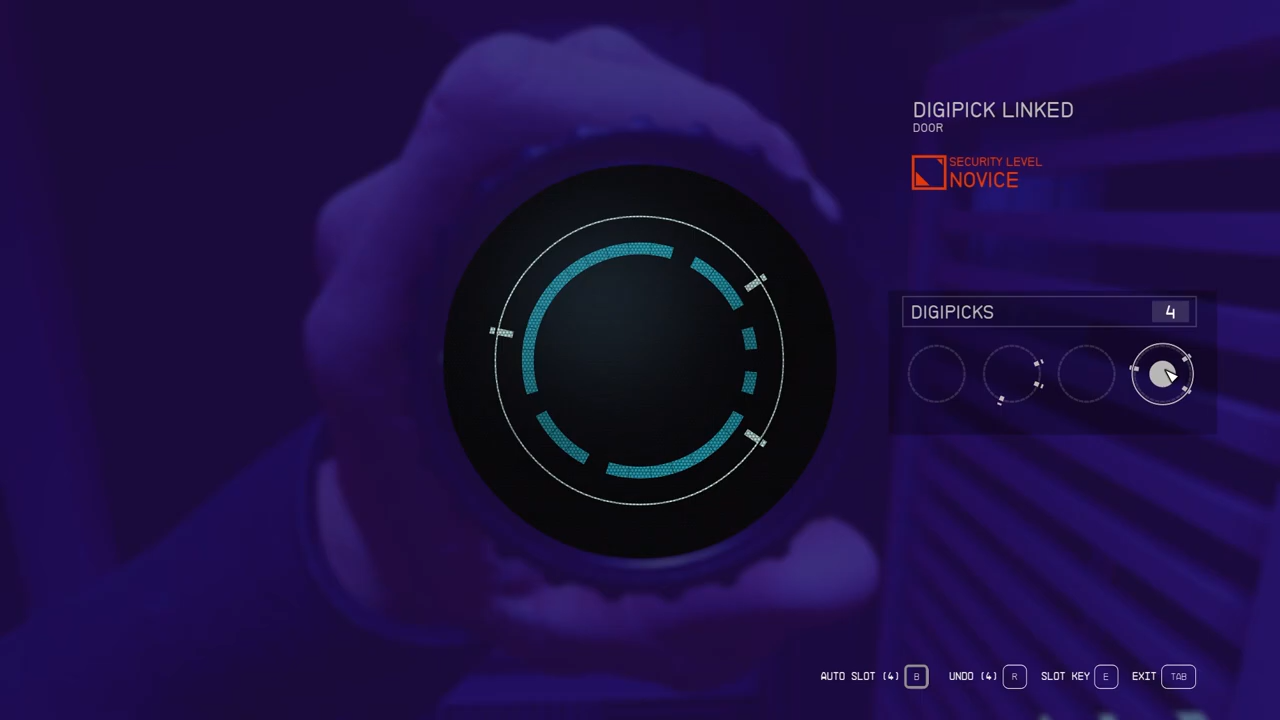 DIGIPICK LINKED
DOOR
SECURITY LEVEL
NOVICE
DIGIPICKS 4
AUTO SLOT (4) B UNDO (4) R SLOT KEY E EXIT TAB